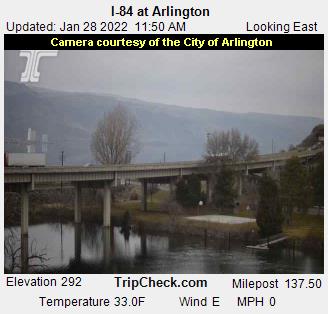 I-84 at Arlington
Updated: Jan 28 2022 11:50 AM Looking East
Camera courtesy of the City of Arlington
Elevation 292 TripCheck.com Milepost 137.50
Temperature 33.0F Wind E MPH 0